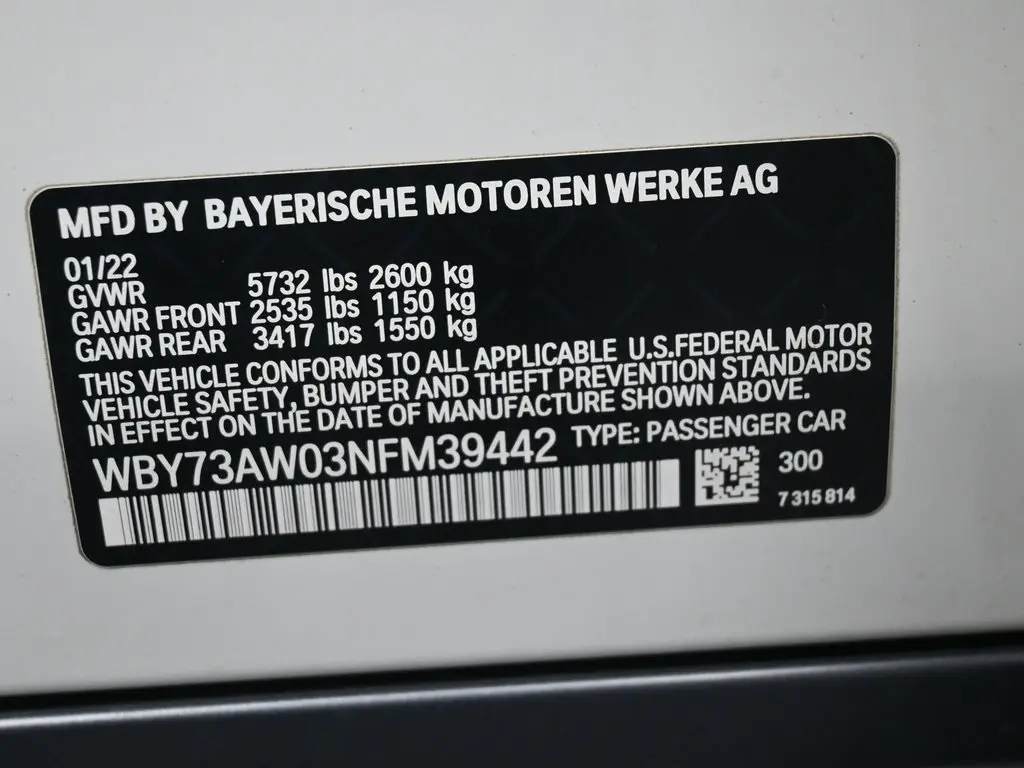 MFD BY BAYERISCHE MOTOREN WERKE AG
01/22
GVWR 5732 lbs 2600 kg
GAWR FRONT 2535 lbs 1150 kg
GAWR REAR 3417 lbs 1550 kg
THIS VEHICLE CONFORMS TO ALL APPLICABLE U.S.FEDERAL MOTOR
VEHICLE SAFETY, BUMPER AND THEFT PREVENTION STANDARDS
IN EFFECT ON THE DATE OF MANUFACTURE SHOWN ABOVE.
WBY73AW03NFM39442 TYPE: PASSENGER CAR
300
7 315 814